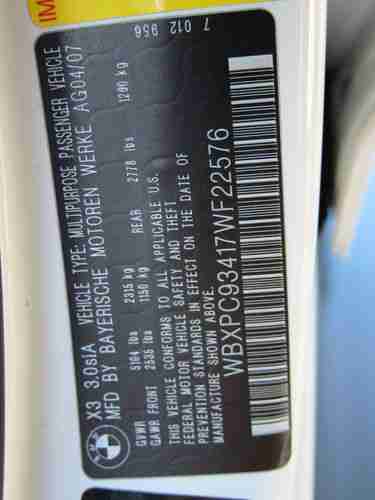 X3 3.0siA VEHICLE TYPE: MULTIPURPOSE PASSENGER VEHICLE
MFD BY BAYERISCHE MOTOREN WERKE AG 04/07
GVWR 5104 lbs 2315 kg
GAWR FRONT 2535 lbs 1150 kg REAR 2778 lbs 1260 kg
THIS VEHICLE CONFORMS TO ALL APPLICABLE U.S.
FEDERAL MOTOR VEHICLE SAFETY AND THEFT
PREVENTION STANDARDS IN EFFECT ON THE DATE OF
MANUFACTURE SHOWN ABOVE
WBXPC93417WF22576
7 012 956